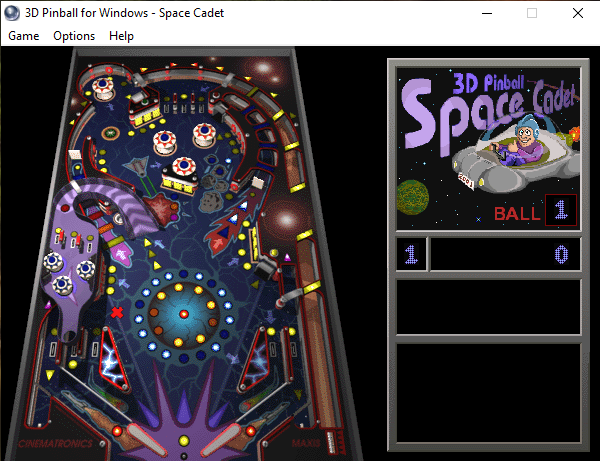 3D Pinball for Windows - Space Cadet
Game Options Help
3D Pinball
Space Cadet
BALL 1
1 0
CINEMATRONICS
MAXIS